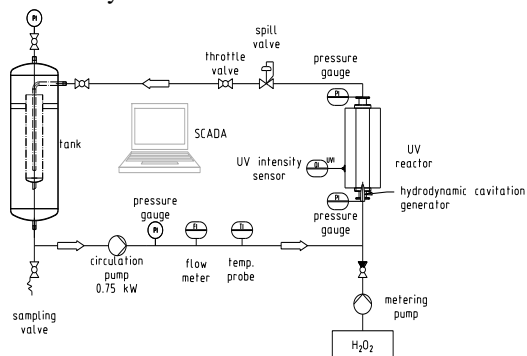 PI
spill
valve
throttle
valve
pressure
gauge
PI
tank
SCADA
UV
reactor
UV intensity
sensor
QI
UVI
hydrodynamic cavitation
generator
PI
pressure
gauge
pressure
gauge
PI
FI
TI
circulation
pump
0.75 kW
flow
meter
temp.
probe
sampling
valve
metering
pump
H₂O₂